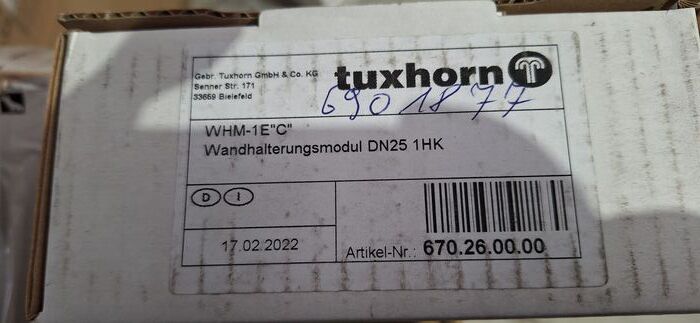 Gebr. Tuxhorn GmbH & Co. KG
Senner Str. 171
33659 Bielefeld
tuxhorn
6901877
WHM-1E"C"
Wandhalterungsmodul DN25 1HK
D I
17.02.2022
Artikel-Nr.: 670.26.00.00